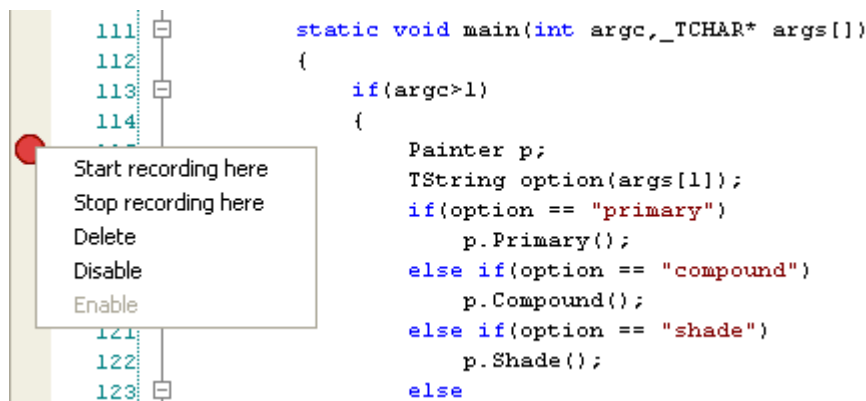 111 static void main(int argc,_TCHAR* args[])
112 {
113 if(argc>1)
114 {
Painter p;
Start recording here
TString option(args[1]);
Stop recording here
if(option == "primary")
Delete
p.Primary();
Disable
else if(option == "compound")
Enable
p.Compound();
121 else if(option == "shade")
122 p.Shade();
123 else